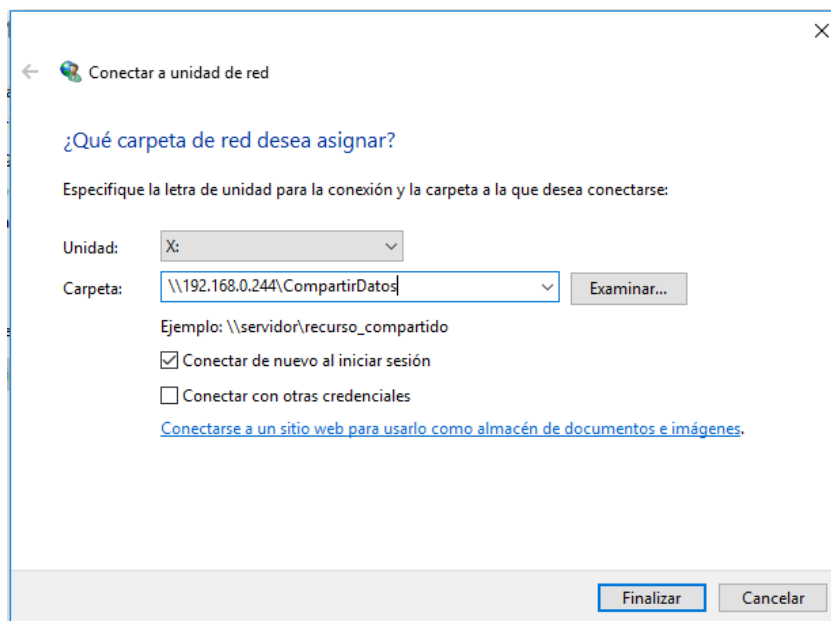 Conectar a unidad de red
¿Qué carpeta de red desea asignar?
Especifique la letra de unidad para la conexión y la carpeta a la que desea conectarse:
Unidad: X:
Carpeta: \\192.168.0.244\CompartirDatos Examinar...
Ejemplo: \\servidor\recurso_compartido
Conectar de nuevo al iniciar sesión
Conectar con otras credenciales
Conectarse a un sitio web para usarlo como almacén de documentos e imágenes.
Finalizar Cancelar